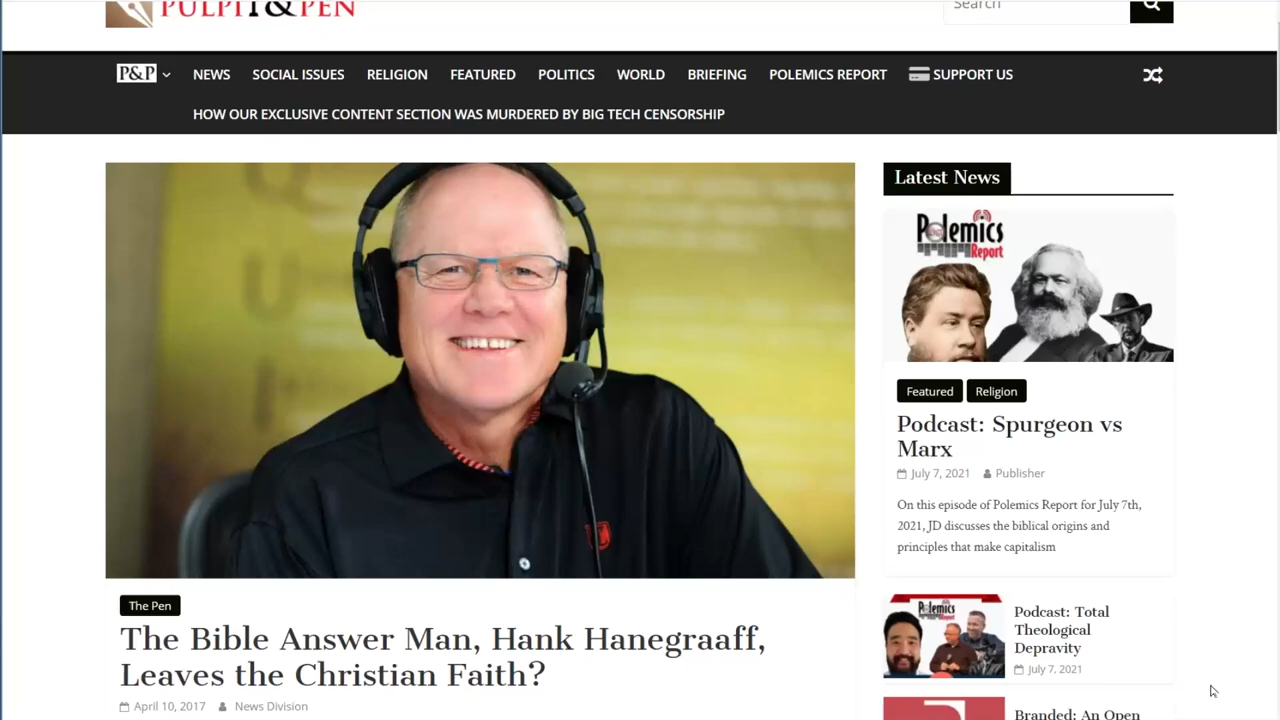 PULPIT&PEN
Search
P&P
NEWS
SOCIAL ISSUES
RELIGION
FEATURED
POLITICS
WORLD
BRIEFING
POLEMICS REPORT
SUPPORT US
HOW OUR EXCLUSIVE CONTENT SECTION WAS MURDERED BY BIG TECH CENSORSHIP
The Pen
The Bible Answer Man, Hank Hanegraaff,
Leaves the Christian Faith?
April 10, 2017
News Division
Latest News
Polemics
Report
Featured
Religion
Podcast: Spurgeon vs
Marx
July 7, 2021
Publisher
On this episode of Polemics Report for July 7th,
2021, JD discusses the biblical origins and
principles that make capitalism
Polemics
Report
Podcast: Total
Theological
Depravity
July 7, 2021
Branded: An Open